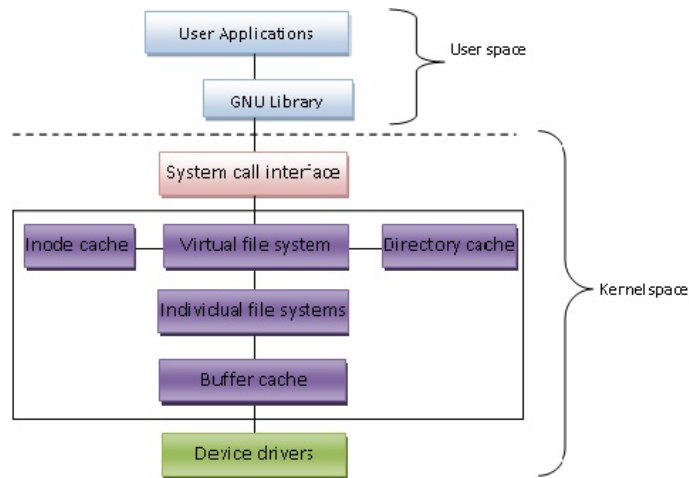 User Applications
User space
GNU Library
System call interface
Inode cache
Virtual file system
Directory cache
Kernel space
Individual file systems
Buffer cache
Device drivers